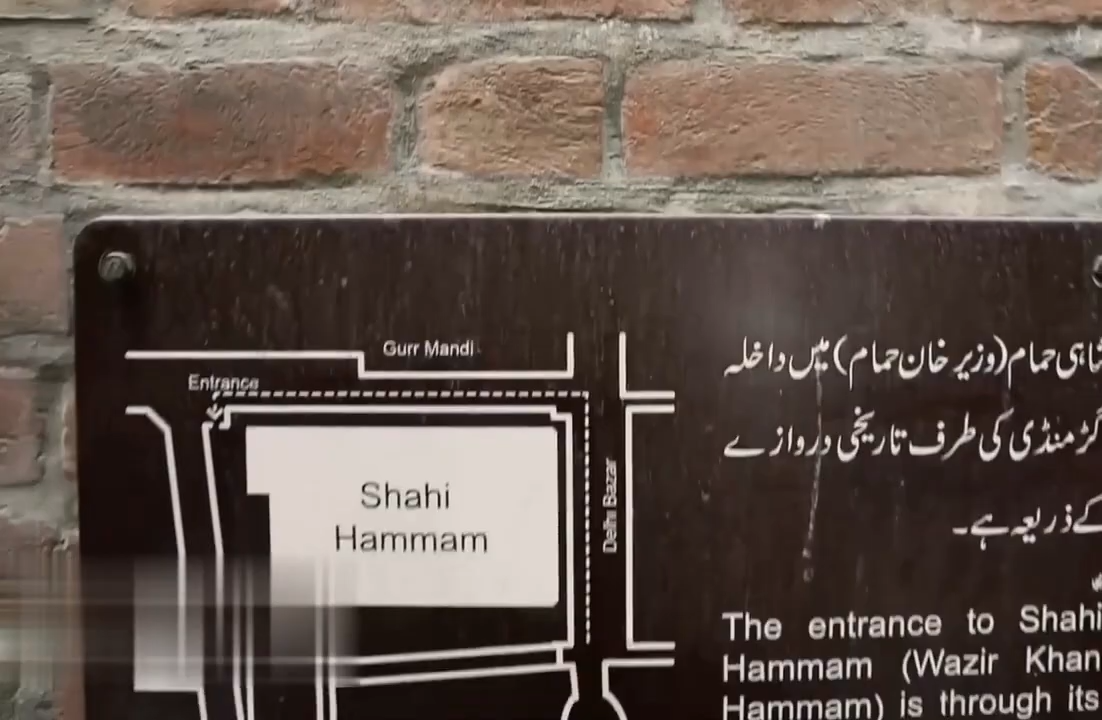 Gurr Mandi
Entrance
Shahi
Hammam
Delhi Bazar
شاہی حمام (وزیر خان حمام) میں داخلہ
گڑ منڈی کی طرف تاریخی دروازے
کے ذریعہ ہے۔
The entrance to Shahi
Hammam (Wazir Khan
Hammam) is through its